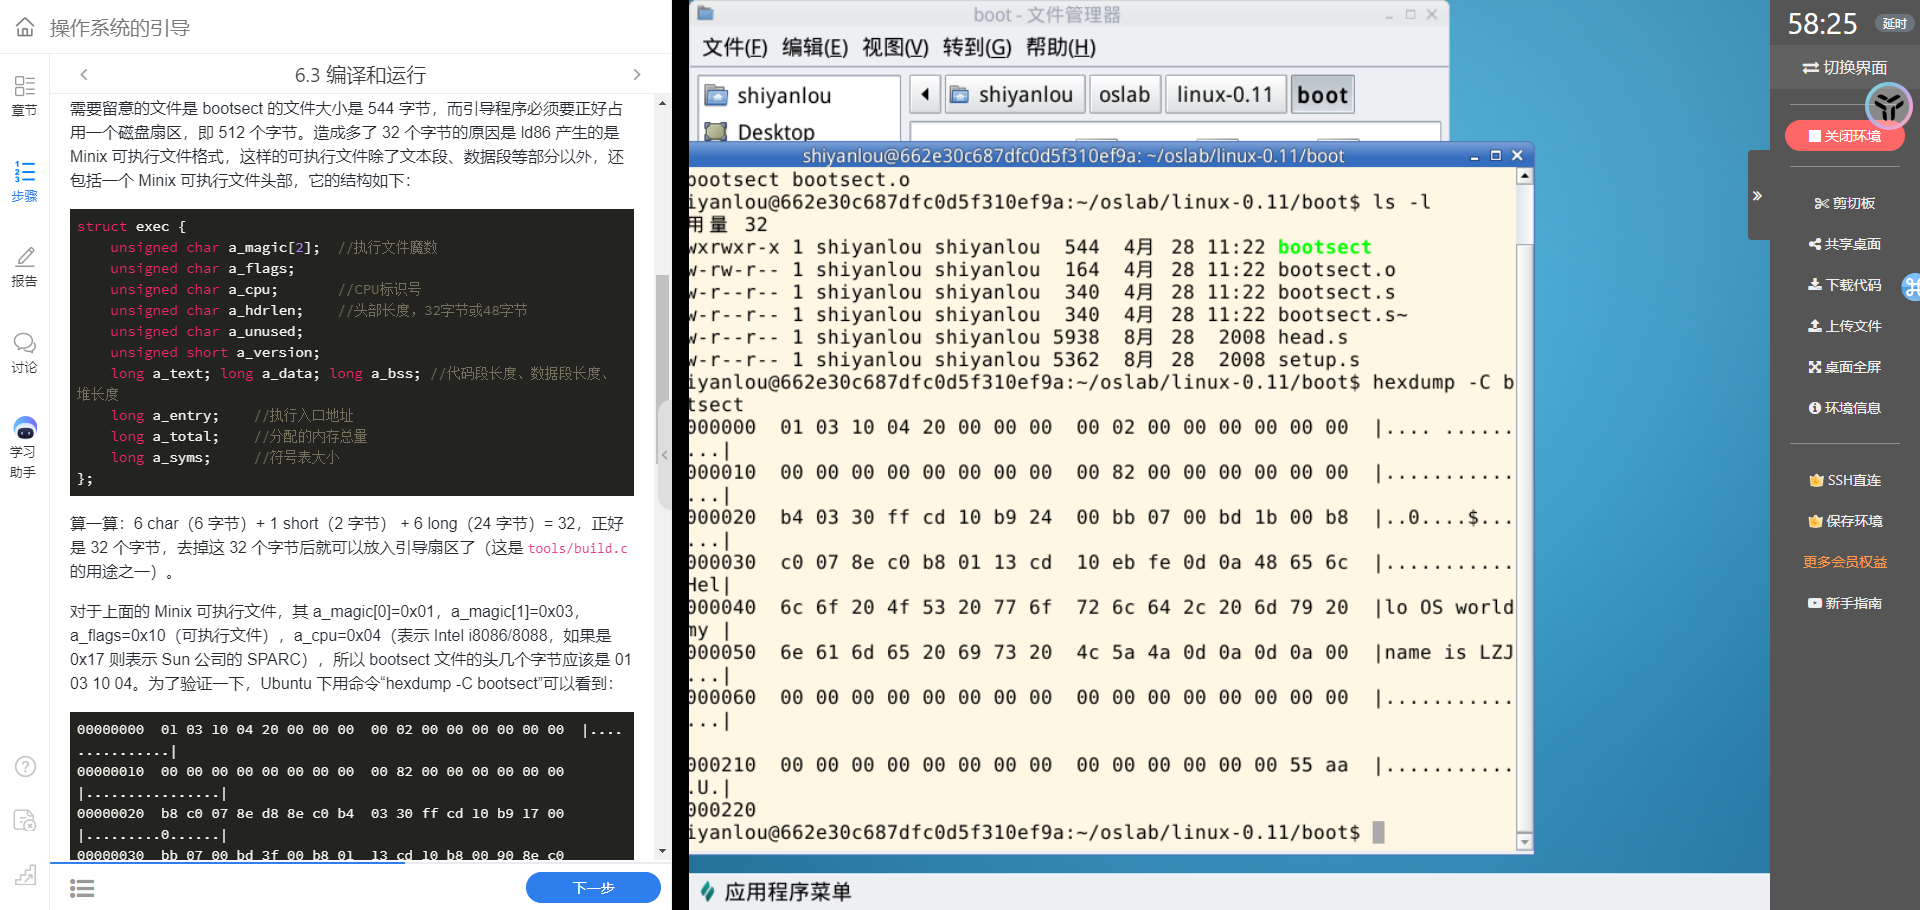 操作系统的引导
章节
步骤
报告
讨论
学习
助手
6.3 编译和运行
需要留意的文件是 bootsect 的文件大小是 544 字节，而引导程序必须要正好占
用一个磁盘扇区，即 512 个字节。造成多了 32 个字节的原因是 ld86 产生的是
Minix 可执行文件格式，这样的可执行文件除了文本段、数据段等部分以外，还
包括一个 Minix 可执行文件头部，它的结构如下：
struct exec {
    unsigned char a_magic[2];  //执行文件魔数
    unsigned char a_flags;
    unsigned char a_cpu;       //CPU标识号
    unsigned char a_hdrlen;    //头部长度，32字节或48字节
    unsigned char a_unused;
    unsigned short a_version;
    long a_text; long a_data; long a_bss; //代码段长度、数据段长度、
堆长度
    long a_entry;    //执行入口地址
    long a_total;    //分配的内存总量
    long a_syms;     //符号表大小
};
算一算：6 char（6 字节）+ 1 short（2 字节） + 6 long（24 字节）= 32，正好
是 32 个字节，去掉这 32 个字节后就可以放入引导扇区了（这是 tools/build.c
的用途之一）。
对于上面的 Minix 可执行文件，其 a_magic[0]=0x01，a_magic[1]=0x03，
a_flags=0x10（可执行文件），a_cpu=0x04（表示 Intel i8086/8088，如果是
0x17 则表示 Sun 公司的 SPARC），所以 bootsect 文件的头几个字节应该是 01
03 10 04。为了验证一下，Ubuntu 下用命令“hexdump -C bootsect”可以看到：
00000000  01 03 10 04 20 00 00 00  00 02 00 00 00 00 00 00  |....
............|
00000010  00 00 00 00 00 00 00 00  00 82 00 00 00 00 00 00
|................|
00000020  b8 c0 07 8e d8 8e c0 b4  03 30 ff cd 10 b9 17 00
|.........0......|
00000030  bb 07 00 bd 3f 00 b8 01  13 cd 10 b8 00 90 8e c0
下一步
boot - 文件管理器
文件(F) 编辑(E) 视图(V) 转到(G) 帮助(H)
shiyanlou
Desktop
shiyanlou oslab linux-0.11 boot
shiyanlou@662e30c687dfc0d5f310ef9a: ~/oslab/linux-0.11/boot
bootsect bootsect.o
iyanlou@662e30c687dfc0d5f310ef9a:~/oslab/linux-0.11/boot$ ls -l
用量 32
wxrwxr-x 1 shiyanlou shiyanlou  544  4月  28 11:22 bootsect
w-rw-r-- 1 shiyanlou shiyanlou  164  4月  28 11:22 bootsect.o
w-r--r-- 1 shiyanlou shiyanlou  340  4月  28 11:22 bootsect.s
w-r--r-- 1 shiyanlou shiyanlou  340  4月  28 11:22 bootsect.s~
w-r--r-- 1 shiyanlou shiyanlou 5938  8月  28  2008 head.s
w-r--r-- 1 shiyanlou shiyanlou 5362  8月  28  2008 setup.s
iyanlou@662e30c687dfc0d5f310ef9a:~/oslab/linux-0.11/boot$ hexdump -C b
tsect
000000  01 03 10 04 20 00 00 00  00 02 00 00 00 00 00 00  |.... ......
...|
000010  00 00 00 00 00 00 00 00  00 82 00 00 00 00 00 00  |...........
...|
000020  b4 03 30 ff cd 10 b9 24  00 bb 07 00 bd 1b 00 b8  |..0....$...
...|
000030  c0 07 8e c0 b8 01 13 cd  10 eb fe 0d 0a 48 65 6c  |...........
Hel|
000040  6c 6f 20 4f 53 20 77 6f  72 6c 64 2c 20 6d 79 20  |lo OS world
my |
000050  6e 61 6d 65 20 69 73 20  4c 5a 4a 0d 0a 0d 0a 00  |name is LZJ
...|
000060  00 00 00 00 00 00 00 00  00 00 00 00 00 00 00 00  |...........
...|
000210  00 00 00 00 00 00 00 00  00 00 00 00 00 00 55 aa  |...........
.U.|
000220
iyanlou@662e30c687dfc0d5f310ef9a:~/oslab/linux-0.11/boot$
应用程序菜单
58:25 延时
切换界面
关闭环境
剪切板
共享桌面
下载代码
上传文件
桌面全屏
环境信息
SSH直连
保存环境
更多会员权益
新手指南